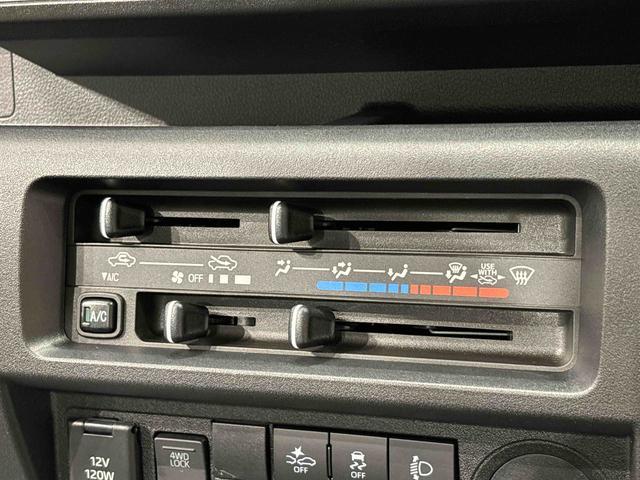 USE
WITH
▼A/C
OFF
A/C
12V
120W
4WD
LOCK
OFF
OFF